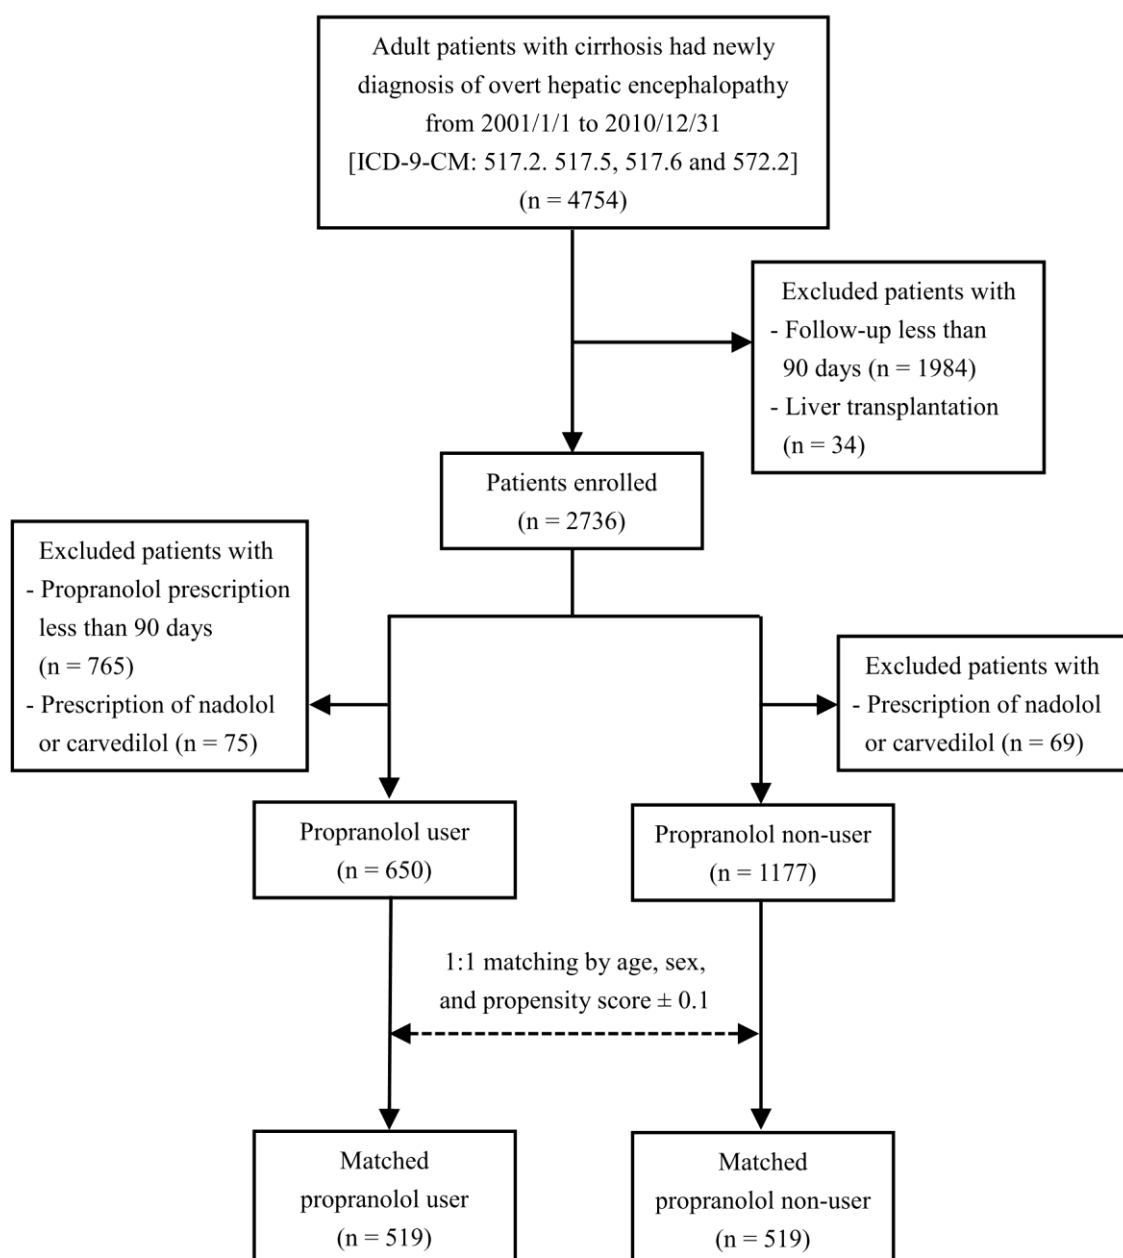 Adult patients with cirrhosis had newly
diagnosis of overt hepatic encephalopathy
from 2001/1/1 to 2010/12/31
[ICD-9-CM: 517.2. 517.5, 517.6 and 572.2]
(n = 4754)
Excluded patients with
- Follow-up less than
90 days (n = 1984)
- Liver transplantation
(n = 34)
Patients enrolled
(n = 2736)
Excluded patients with
- Propranolol prescription
less than 90 days
(n = 765)
- Prescription of nadolol
or carvedilol (n = 75)
Excluded patients with
- Prescription of nadolol
or carvedilol (n = 69)
Propranolol user
(n = 650)
Propranolol non-user
(n = 1177)
1:1 matching by age, sex,
and propensity score ± 0.1
Matched
propranolol user
(n = 519)
Matched
propranolol non-user
(n = 519)